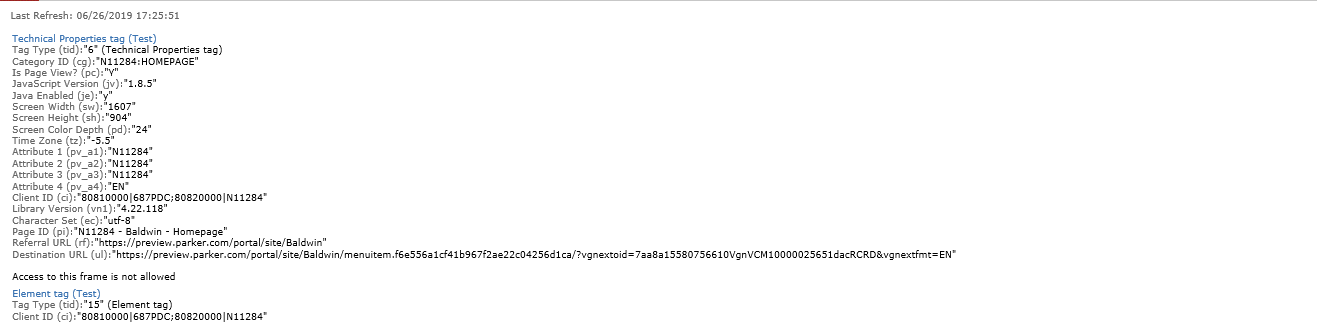 Last Refresh: 06/26/2019 17:25:51
Technical Properties tag (Test)
Tag Type (tid):"6" (Technical Properties tag)
Category ID (cg):"N11284:HOMEPAGE"
Is Page View? (pc):"Y"
JavaScript Version (jv):"1.8.5"
Java Enabled (je):"y"
Screen Width (sw):"1607"
Screen Height (sh):"904"
Screen Color Depth (pd):"24"
Time Zone (tz):"-5.5"
Attribute 1 (pv_a1):"N11284"
Attribute 2 (pv_a2):"N11284"
Attribute 3 (pv_a3):"N11284"
Attribute 4 (pv_a4):"EN"
Client ID (ci):"80810000|687PDC;80820000|N11284"
Library Version (vn1):"4.22.118"
Character Set (ec):"utf-8"
Page ID (pi):"N11284 - Baldwin - Homepage"
Referral URL (rf):"https://preview.parker.com/portal/site/Baldwin"
Destination URL (ul):"https://preview.parker.com/portal/site/Baldwin/menuitem.f6e556a1cf41b967f2ae22c04256d1ca/?vgnextoid=7aa8a15580756610VgnVCM10000025651dacRCRD&vgnextfmt=EN"
Access to this frame is not allowed
Element tag (Test)
Tag Type (tid):"15" (Element tag)
Client ID (ci):"80810000|687PDC;80820000|N11284"